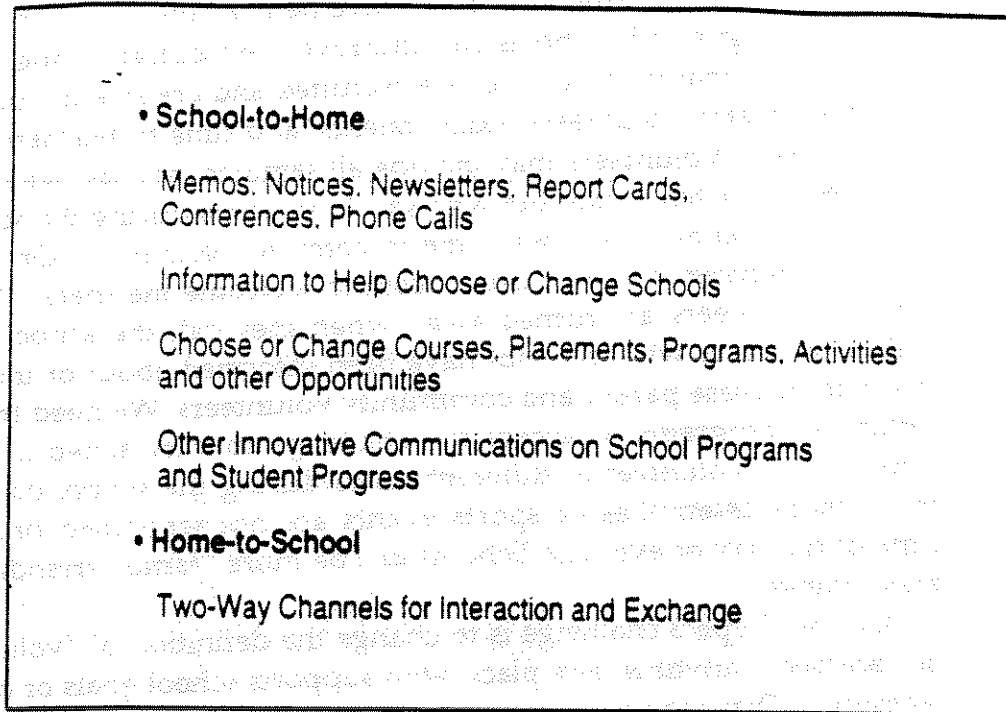 • School-to-Home
Memos. Notices. Newsletters. Report Cards,
Conferences. Phone Calls
Information to Help Choose or Change Schools
Choose or Change Courses, Placements, Programs, Activities
and other Opportunities
Other Innovative Communications on School Programs
and Student Progress
• Home-to-School
Two-Way Channels for Interaction and Exchange